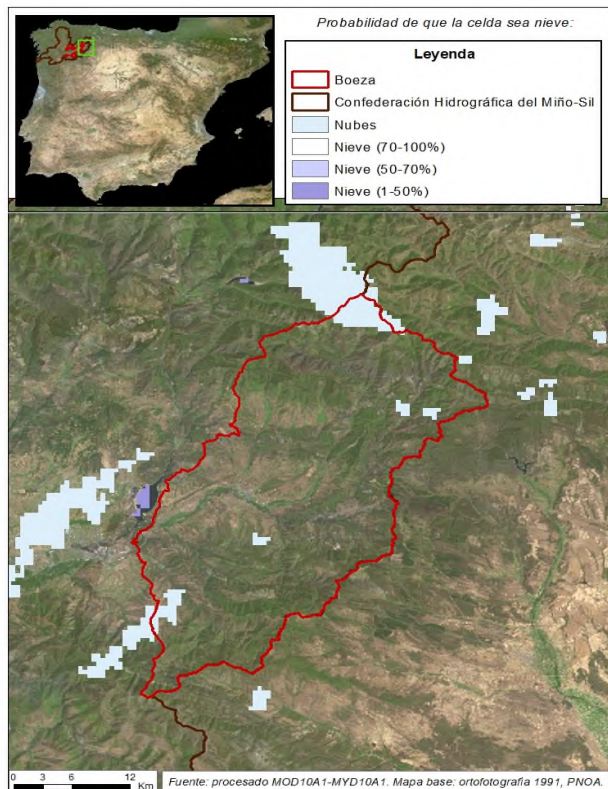 Probabilidad de que la celda sea nieve:
Leyenda
Boeza
Confederación Hidrográfica del Miño-Sil
Nubes
Nieve (70-100%)
Nieve (50-70%)
Nieve (1-50%)
0 3 6 12
Km
Fuente: procesado MOD10A1-MYD10A1. Mapa base: ortofotografía 1991, PNOA.